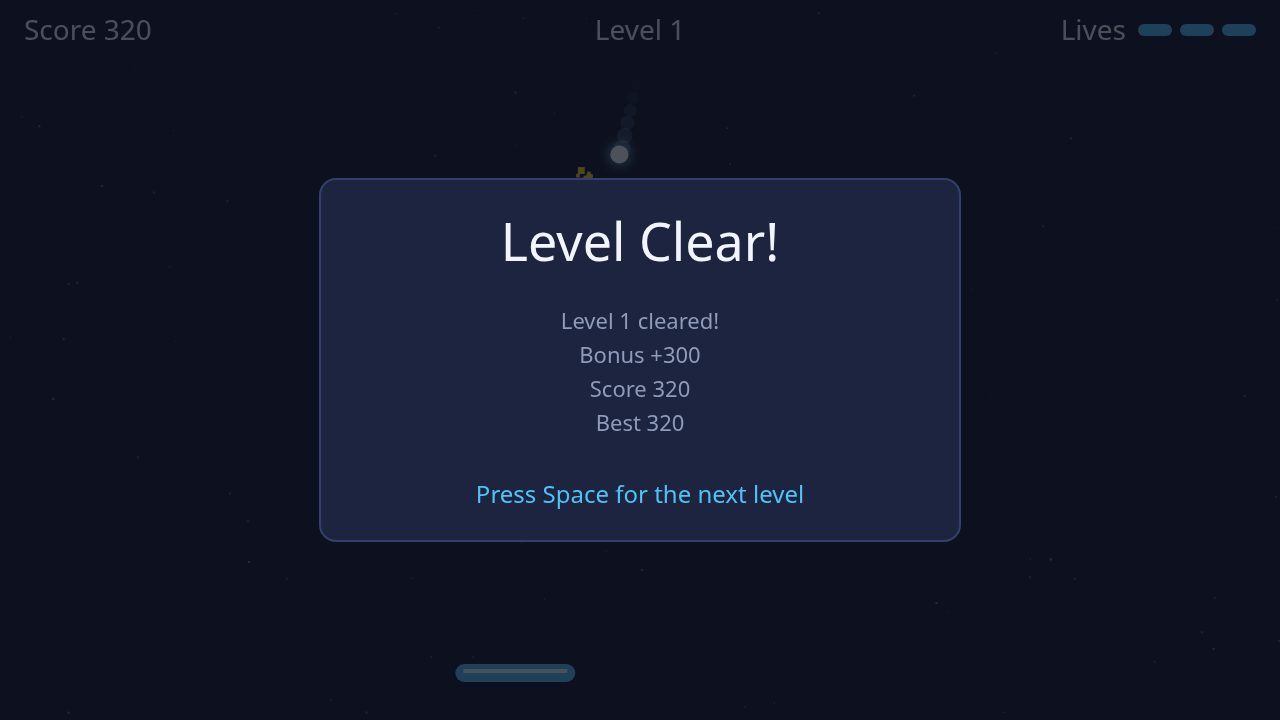 Score 320
Level 1
Lives
Level Clear!
Level 1 cleared!
Bonus +300
Score 320
Best 320
Press Space for the next level